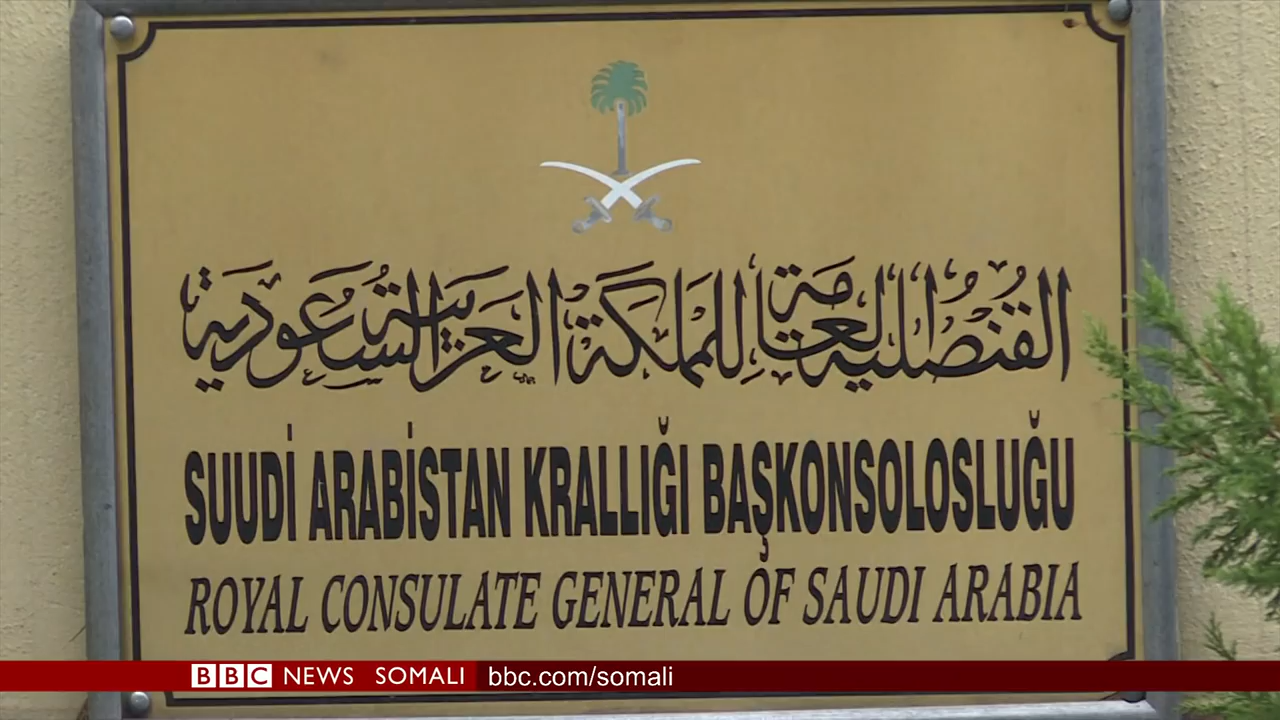 القنصلية العامة للمملكة العربية السعودية
SUUDİ ARABİSTAN KRALLIĞI BAŞKONSOLOSLUĞU
ROYAL CONSULATE GENERAL OF SAUDI ARABIA
BBC NEWS SOMALI bbc.com/somali